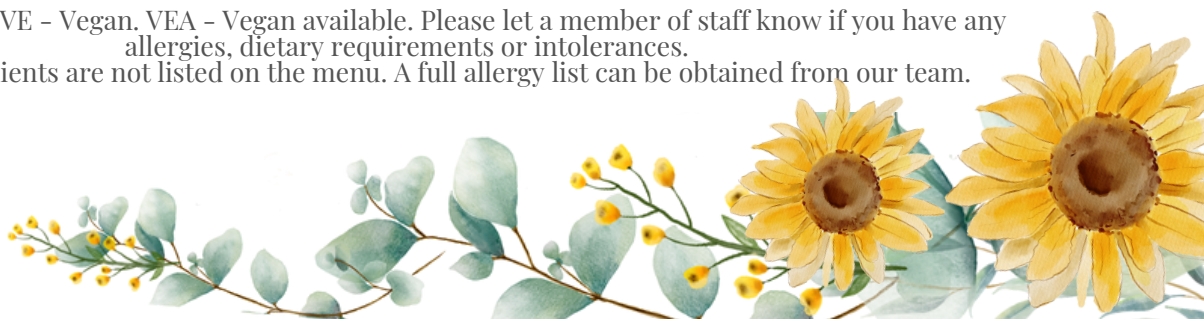 VE - Vegan. VEA - Vegan available. Please let a member of staff know if you have any
allergies, dietary requirements or intolerances.
ients are not listed on the menu. A full allergy list can be obtained from our team.